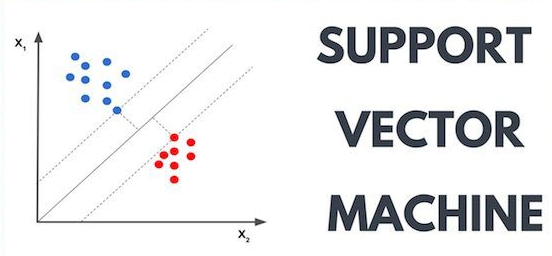 X1
X2
SUPPORT
VECTOR
MACHINE